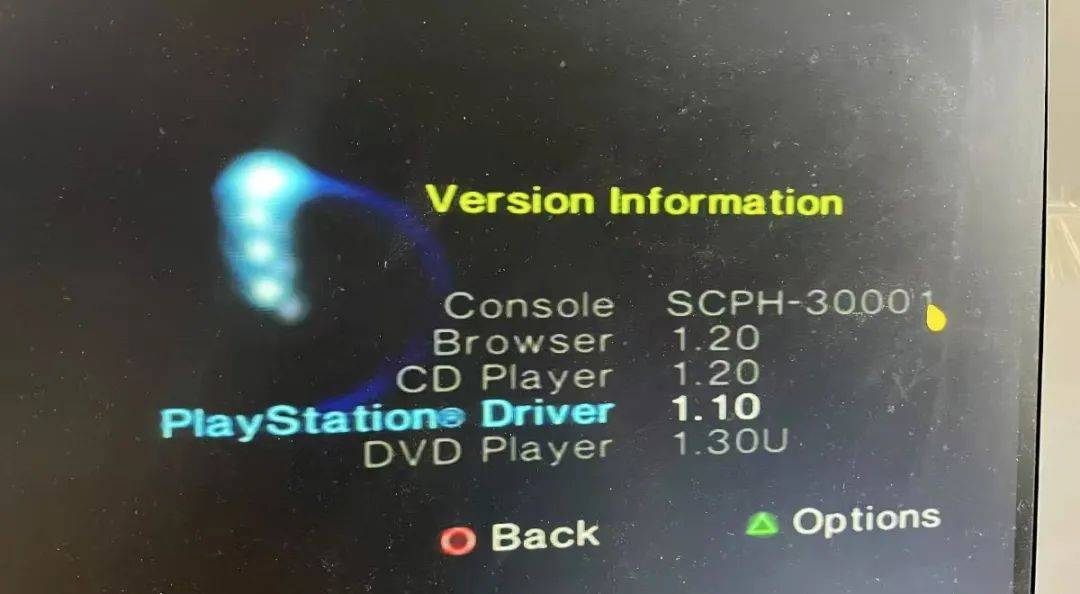 Version Information
Console SCPH-30001
Browser 1.20
CD Player 1.20
PlayStation® Driver 1.10
DVD Player 1.30U
Back Options